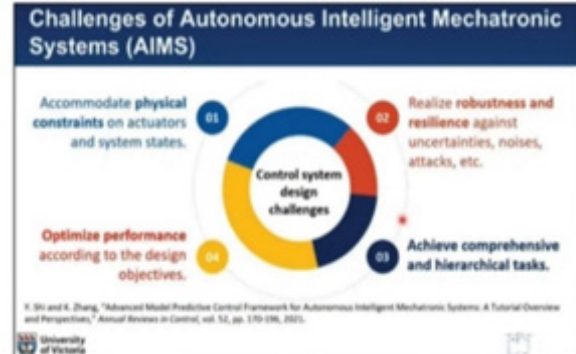 Challenges of Autonomous Intelligent Mechatronic
Systems (AIMS)
Accommodate physical
constraints on actuators
and system states.
01
02
Realize robustness and
resilience against
uncertainties, noises,
attacks, etc.
Control system
design
challenges
Optimize performance
according to the design
objectives.
04
03
Achieve comprehensive
and hierarchical tasks.
Y. Shi and K. Zhang, "Advanced Model Predictive Control Framework for Autonomous Intelligent Mechatronic Systems: A Tutorial Overview
and Perspectives," Annual Reviews in Control, vol. 52, pp. 170-196, 2021.
University
of Victoria